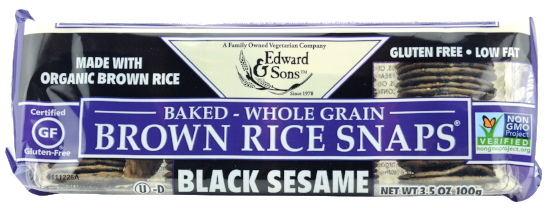 A Family Owned Vegetarian Company
Edward
& Sons™
Since 1978
MADE WITH
ORGANIC BROWN RICE
GLUTEN FREE • LOW FAT
Certified
GF
Gluten-Free
BAKED - WHOLE GRAIN
BROWN RICE SNAPS®
NON
GMO
Project
VERIFIED
nongmoproject.org
U -D
BLACK SESAME
NET WT 3.5 OZ 100g